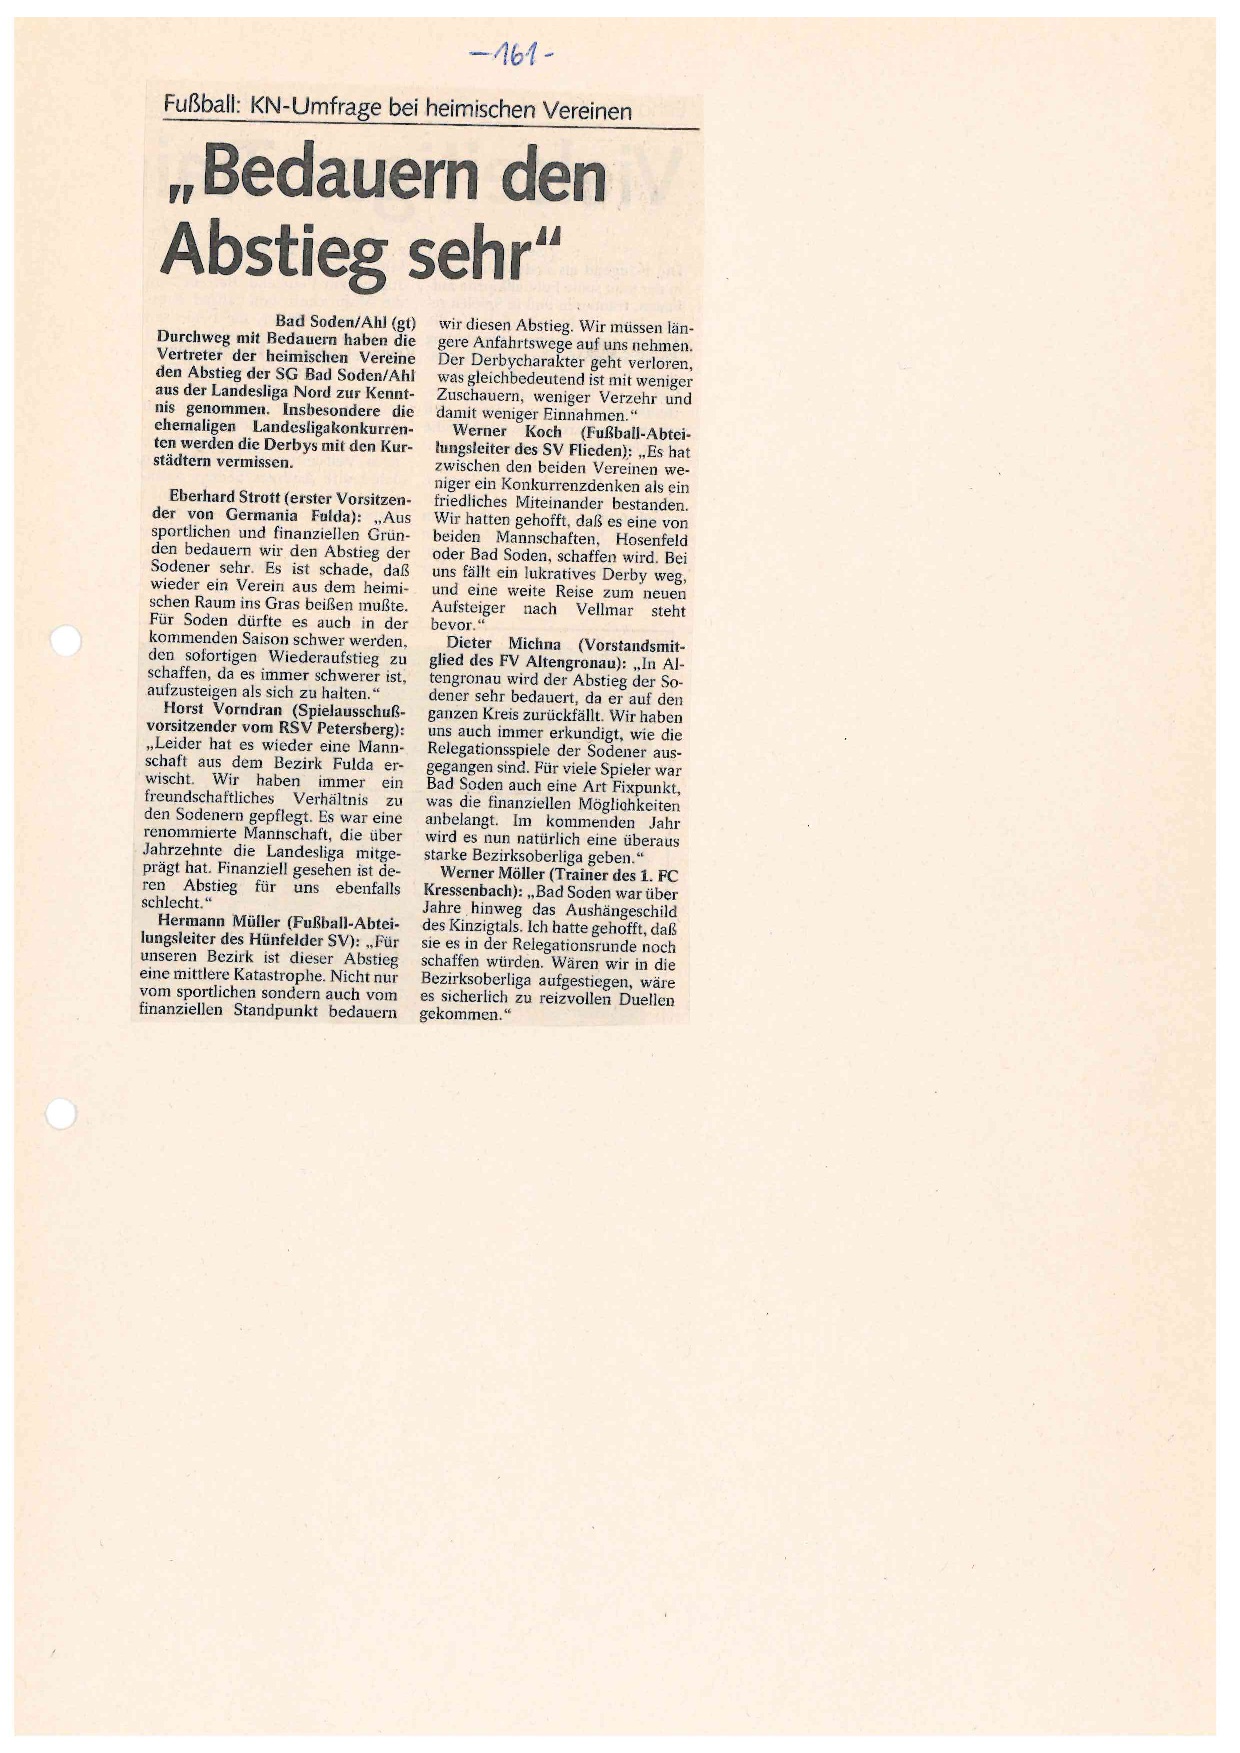 -161-
Fußball: KN-Umfrage bei heimischen Vereinen
„Bedauern den
Abstieg sehr“
Bad Soden/Ahl (gt)
Durchweg mit Bedauern haben die
Vertreter der heimischen Vereine
den Abstieg der SG Bad Soden/Ahl
aus der Landesliga Nord zur Kennt-
nis genommen. Insbesondere die
ehemaligen Landesligakonkurren-
ten werden die Derbys mit den Kur-
städtern vermissen.
Eberhard Strott (erster Vorsitzen-
der von Germania Fulda): „Aus
sportlichen und finanziellen Grün-
den bedauern wir den Abstieg der
Sodener sehr. Es ist schade, daß
wieder ein Verein aus dem heimi-
schen Raum ins Gras beißen mußte.
Für Soden dürfte es auch in der
kommenden Saison schwer werden,
den sofortigen Wiederaufstieg zu
schaffen, da es immer schwerer ist,
aufzusteigen als sich zu halten.“
Horst Vorndran (Spielausschuß-
vorsitzender vom RSV Petersberg):
„Leider hat es wieder eine Mann-
schaft aus dem Bezirk Fulda er-
wischt. Wir haben immer ein
freundschaftliches Verhältnis zu
den Sodenern gepflegt. Es war eine
renommierte Mannschaft, die über
Jahrzehnte die Landesliga mitge-
prägt hat. Finanziell gesehen ist de-
ren Abstieg für uns ebenfalls
schlecht.“
Hermann Müller (Fußball-Abtei-
lungsleiter des Hünfelder SV): „Für
unseren Bezirk ist dieser Abstieg
eine mittlere Katastrophe. Nicht nur
vom sportlichen sondern auch vom
finanziellen Standpunkt bedauern
wir diesen Abstieg. Wir müssen län-
gere Anfahrtswege auf uns nehmen.
Der Derbycharakter geht verloren,
was gleichbedeutend ist mit weniger
Zuschauern, weniger Verzehr und
damit weniger Einnahmen.“
Werner Koch (Fußball-Abtei-
lungsleiter des SV Flieden): „Es hat
zwischen den beiden Vereinen we-
niger ein Konkurrenzdenken als ein
friedliches Miteinander bestanden.
Wir hatten gehofft, daß es eine von
beiden Mannschaften, Hosenfeld
oder Bad Soden, schaffen wird. Bei
uns fällt ein lukratives Derby weg,
und eine weite Reise zum neuen
Aufsteiger nach Vellmar steht
bevor.“
Dieter Michna (Vorstandsmit-
glied des FV Altengronau): „In Al-
tengronau wird der Abstieg der So-
dener sehr bedauert, da er auf den
ganzen Kreis zurückfällt. Wir haben
uns auch immer erkundigt, wie die
Relegationsspiele der Sodener aus-
gegangen sind. Für viele Spieler war
Bad Soden auch eine Art Fixpunkt,
was die finanziellen Möglichkeiten
anbelangt. Im kommenden Jahr
wird es nun natürlich eine überaus
starke Bezirksoberliga geben.“
Werner Möller (Trainer des 1. FC
Kressenbach): „Bad Soden war über
Jahre hinweg das Aushängeschild
des Kinzigtals. Ich hatte gehofft, daß
sie es in der Relegationsrunde noch
schaffen würden. Wären wir in die
Bezirksoberliga aufgestiegen, wäre
es sicherlich zu reizvollen Duellen
gekommen.“